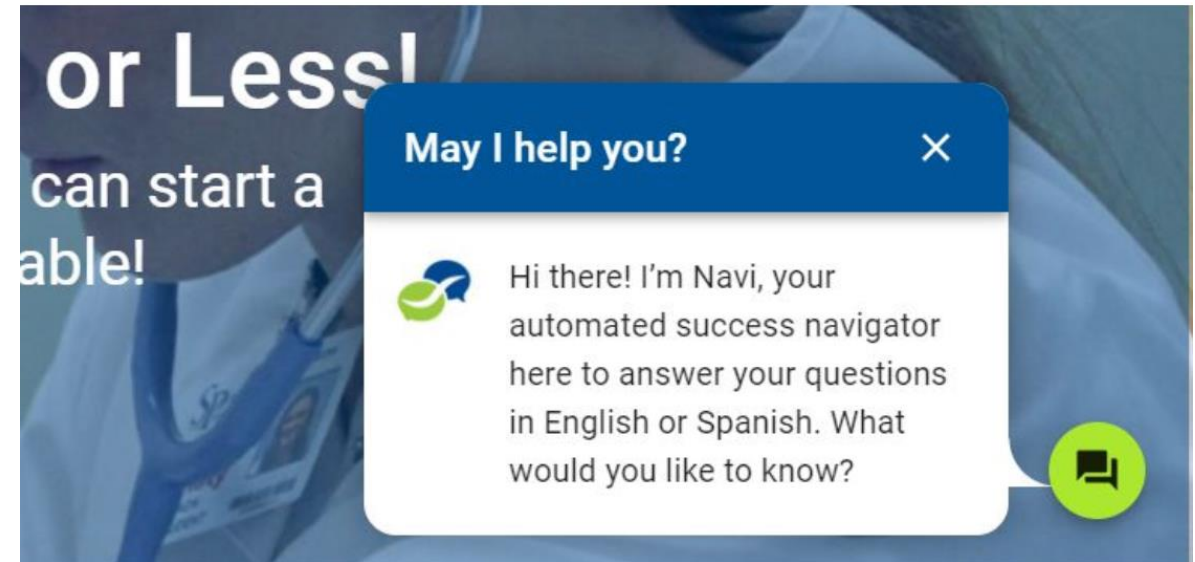 or Less!
can start a
able!
May I help you?
Hi there! I’m Navi, your
automated success navigator
here to answer your questions
in English or Spanish. What
would you like to know?